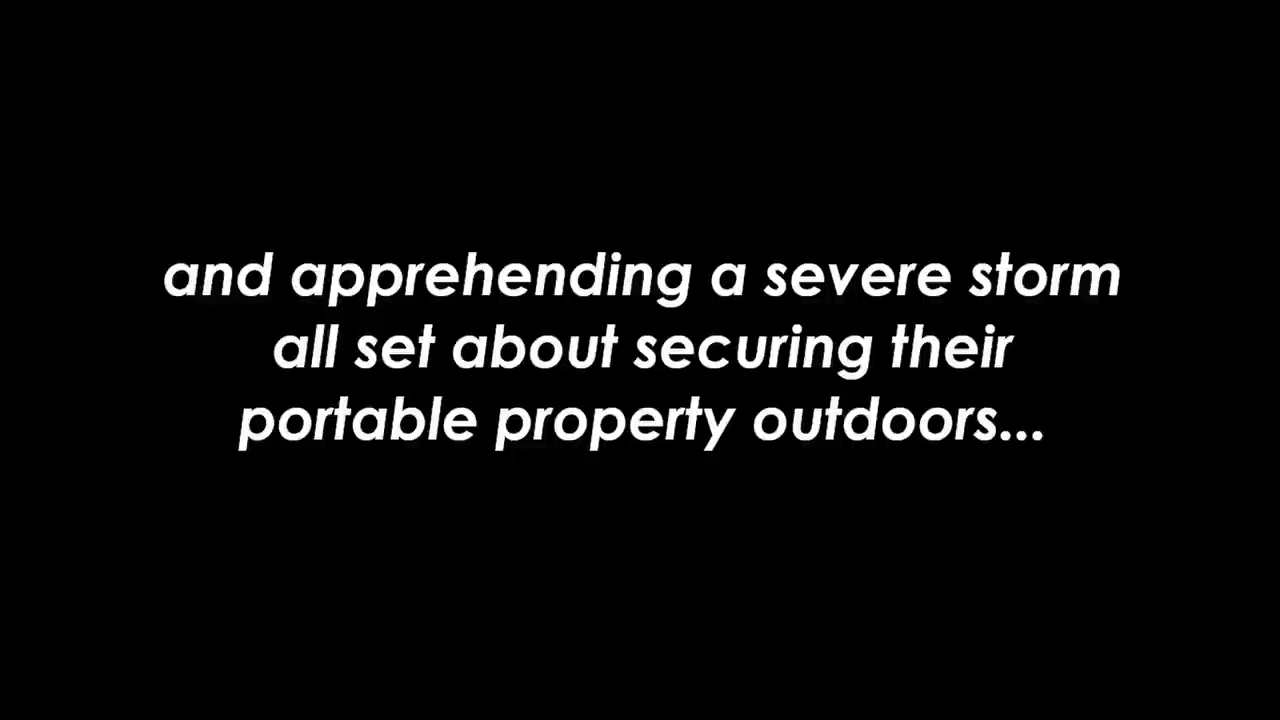 and apprehending a severe storm
all set about securing their
portable property outdoors...